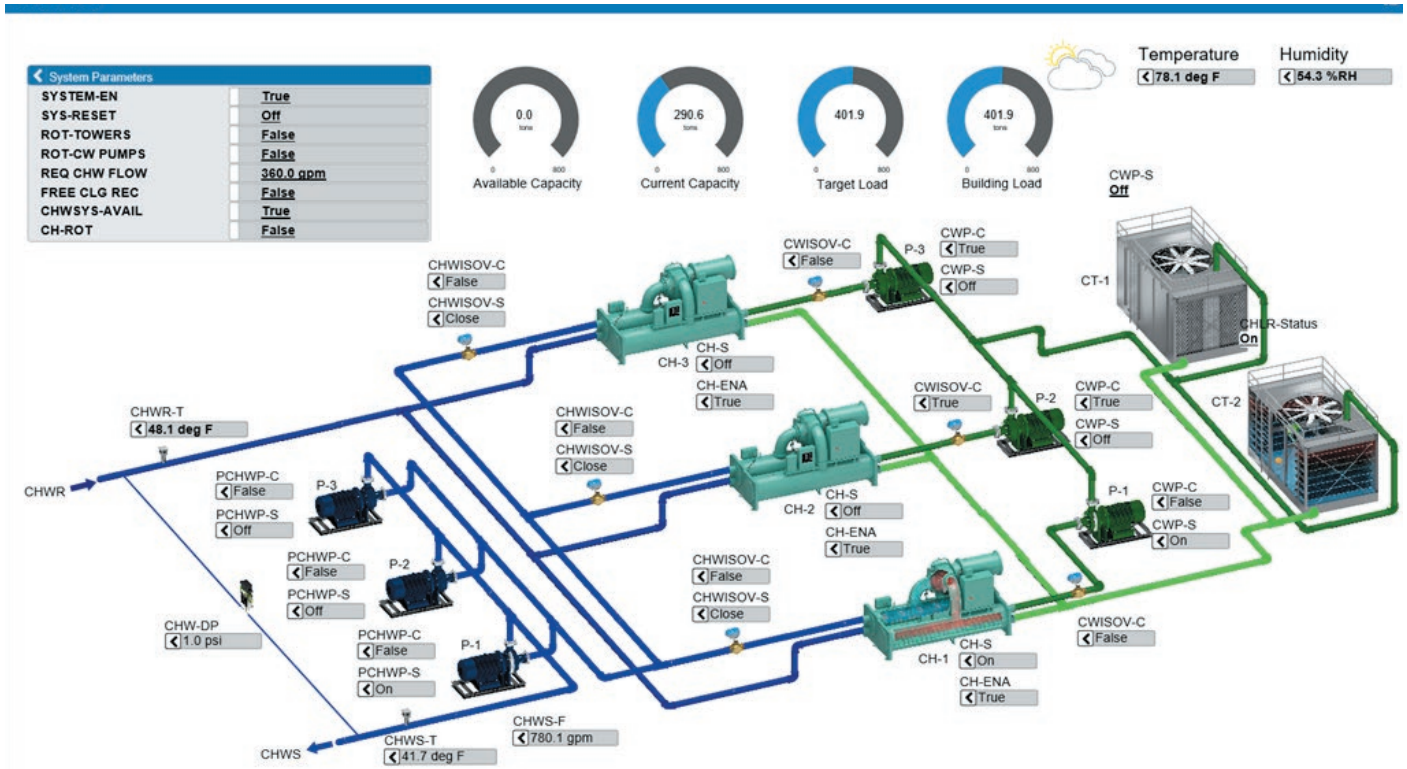 System Parameters
SYSTEM-EN True
SYS-RESET Off
ROT-TOWERS False
ROT-CW PUMPS False
REQ CHW FLOW 360.0 gpm
FREE CLG REC False
CHWSYS-AVAIL True
CH-ROT False
0.0
tons
0 800
Available Capacity
290.6
tons
0 800
Current Capacity
401.9
0 800
Target Load
401.9
tons
0 800
Building Load
Temperature
78.1 deg F
Humidity
54.3 %RH
CWP-S
Off
CT-1
CHLR-Status
On
CT-2
CHWISOV-C
False
CHWISOV-S
Close
CH-3
CH-S
Off
CH-ENA
True
CWISOV-C
False
P-3
CWP-C
True
CWP-S
Off
CHWISOV-C
False
CHWISOV-S
Close
CH-2
CH-S
Off
CH-ENA
True
CWISOV-C
True
P-2
CWP-C
True
CWP-S
Off
CHWISOV-C
False
CHWISOV-S
Close
CH-1
CH-S
On
CH-ENA
True
CWISOV-C
False
P-1
CWP-C
False
CWP-S
On
CHWR-T
48.1 deg F
CHWR
PCHWP-C
False
PCHWP-S
Off
P-3
PCHWP-C
False
PCHWP-S
Off
P-2
PCHWP-C
False
PCHWP-S
On
P-1
CHW-DP
1.0 psi
CHWS
CHWS-T
41.7 deg F
CHWS-F
780.1 gpm